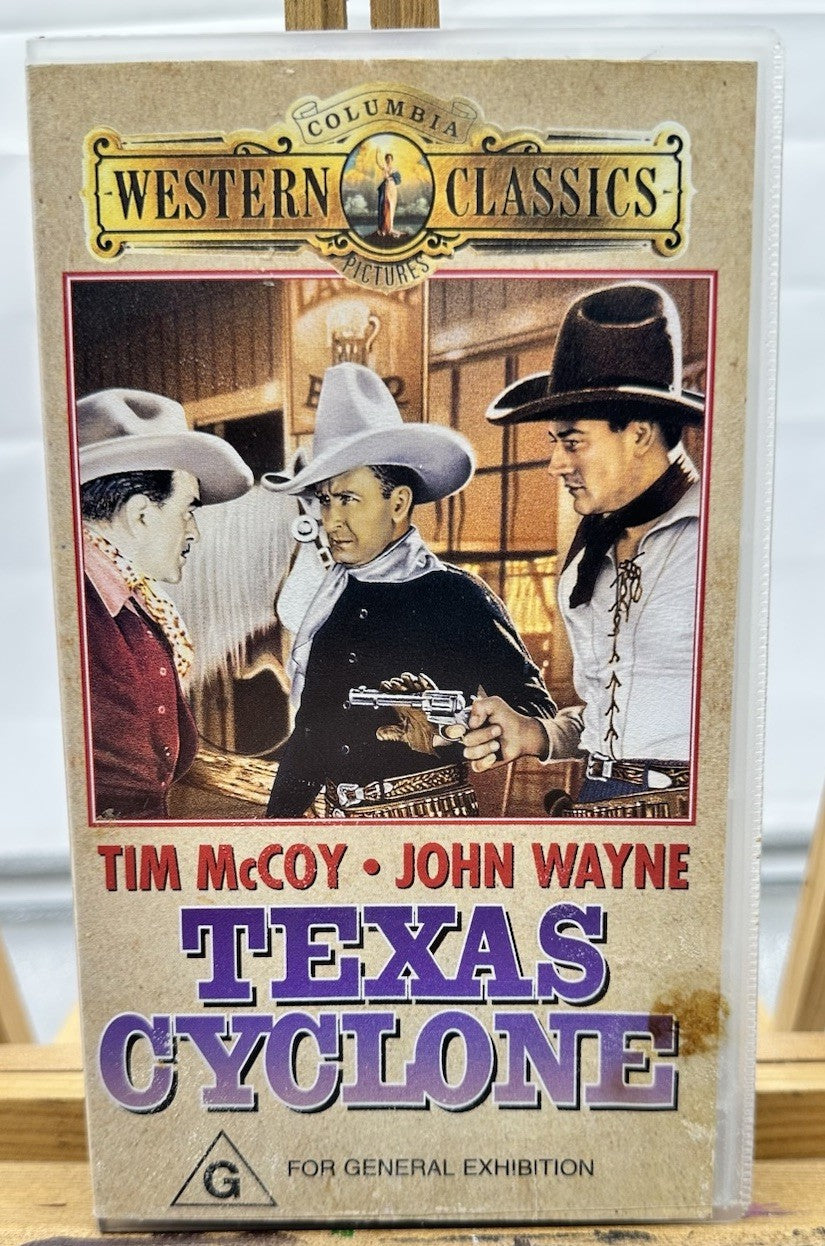 COLUMBIA
WESTERN CLASSICS
PICTURES
TIM McCOY • JOHN WAYNE
TEXAS
CYCLONE
G FOR GENERAL EXHIBITION